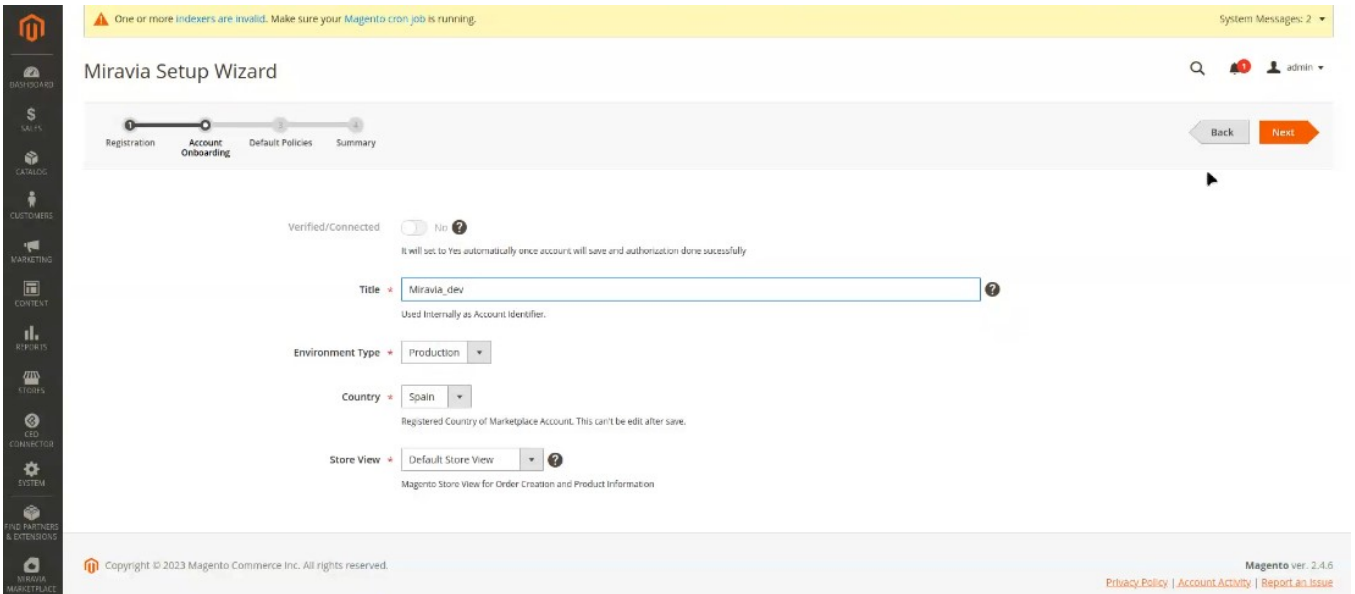 One or more indexers are invalid. Make sure your Magento cron job is running.
System Messages: 2
Miravia Setup Wizard
1
admin
1
3
4
Registration
Account Onboarding
Default Policies
Summary
Back
Next
DASHBOARD
SALES
CATALOG
CUSTOMERS
MARKETING
CONTENT
REPORTS
STORES
CED
CONNECTOR
SYSTEM
FIND PARTNERS
& EXTENSIONS
MIRAVIA
MARKETPLACE
Verified/Connected
No ?
It will set to Yes automatically once account will save and authorization done sucessfully
Title *
Miravia_dev
?
Used Internally as Account Identifier.
Environment Type *
Production
Country *
Spain
Registered Country of Marketplace Account. This can't be edit after save.
Store View *
Default Store View
?
Magento Store View for Order Creation and Product Information
Copyright © 2023 Magento Commerce Inc. All rights reserved.
Magento ver. 2.4.6
Privacy Policy | Account Activity | Report an Issue